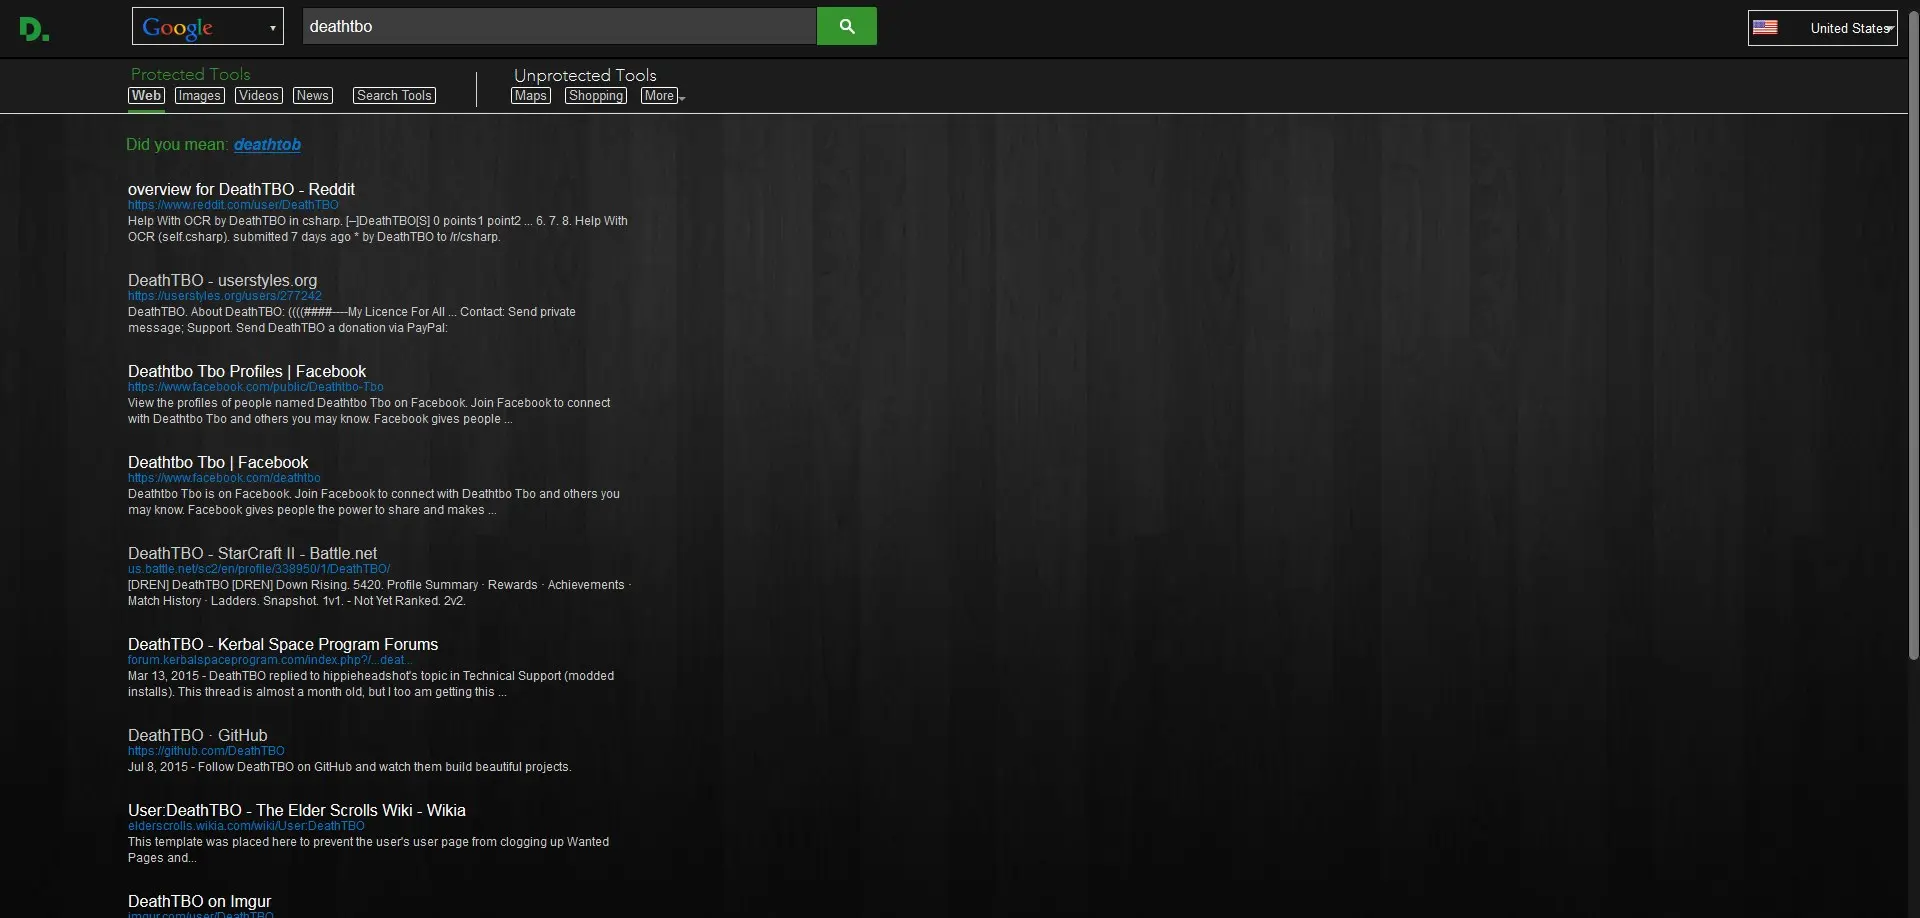 D.
Google
deathtbo
United States
Protected Tools
Unprotected Tools
Web Images Videos News Search Tools
Maps Shopping More
Did you mean: deathtob
overview for DeathTBO - Reddit
https://www.reddit.com/user/DeathTBO
Help With OCR by DeathTBO in csharp. [–]DeathTBO[S] 0 points1 point2 ... 6. 7. 8. Help With
OCR (self.csharp). submitted 7 days ago * by DeathTBO to /r/csharp.
DeathTBO - userstyles.org
https://userstyles.org/users/277242
DeathTBO. About DeathTBO: ((((####----My Licence For All ... Contact: Send private
message; Support. Send DeathTBO a donation via PayPal:
Deathtbo Tbo Profiles | Facebook
https://www.facebook.com/public/Deathtbo-Tbo
View the profiles of people named Deathtbo Tbo on Facebook. Join Facebook to connect
with Deathtbo Tbo and others you may know. Facebook gives people ...
Deathtbo Tbo | Facebook
https://www.facebook.com/deathtbo
Deathtbo Tbo is on Facebook. Join Facebook to connect with Deathtbo Tbo and others you
may know. Facebook gives people the power to share and makes ...
DeathTBO - StarCraft II - Battle.net
us.battle.net/sc2/en/profile/338950/1/DeathTBO/
[DREN] DeathTBO [DREN] Down Rising. 5420. Profile Summary · Rewards · Achievements ·
Match History · Ladders. Snapshot. 1v1. - Not Yet Ranked. 2v2.
DeathTBO - Kerbal Space Program Forums
forum.kerbalspaceprogram.com/index.php?/...deat...
Mar 13, 2015 - DeathTBO replied to hippieheadshot's topic in Technical Support (modded
installs). This thread is almost a month old, but I too am getting this ...
DeathTBO · GitHub
https://github.com/DeathTBO
Jul 8, 2015 - Follow DeathTBO on GitHub and watch them build beautiful projects.
User:DeathTBO - The Elder Scrolls Wiki - Wikia
elderscrolls.wikia.com/wiki/User:DeathTBO
This template was placed here to prevent the user's user page from clogging up Wanted
Pages and...
DeathTBO on Imgur
imgur.com/user/DeathTBO